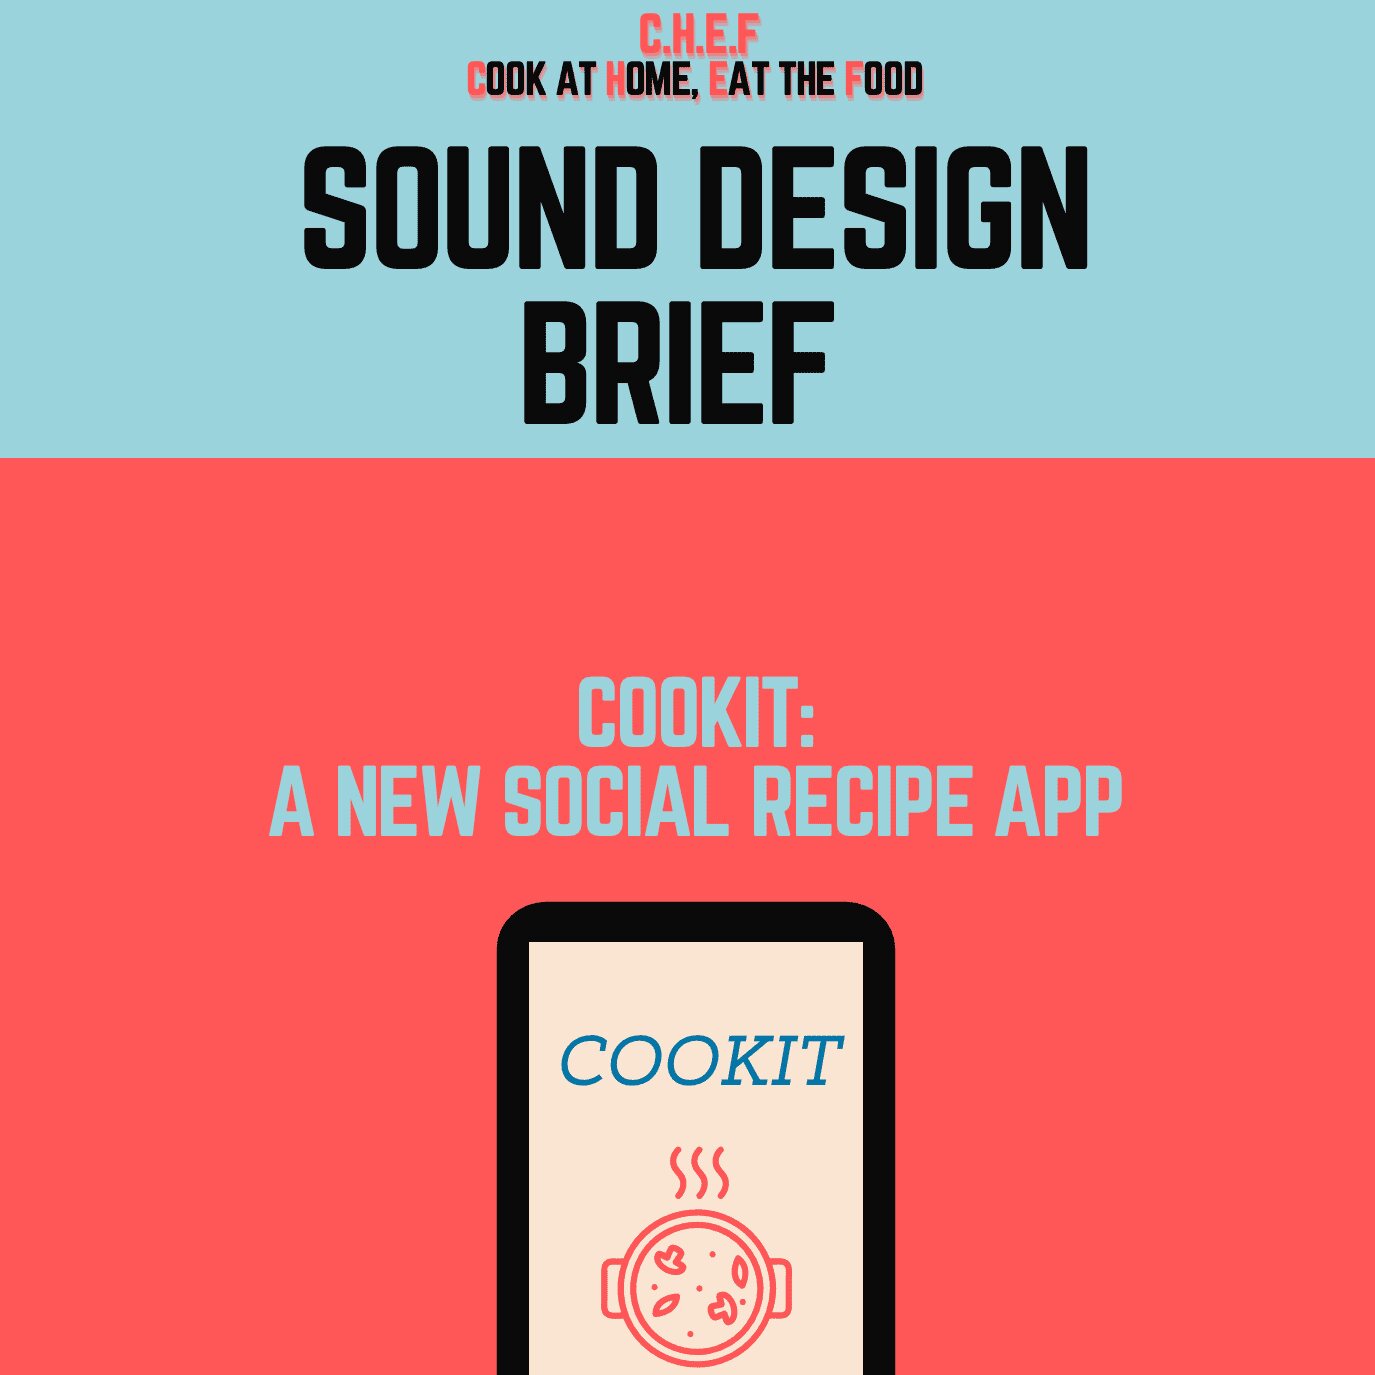 C.H.E.F
COOK AT HOME, EAT THE FOOD
SOUND DESIGN
BRIEF
COOKIT:
A NEW SOCIAL RECIPE APP
COOKIT